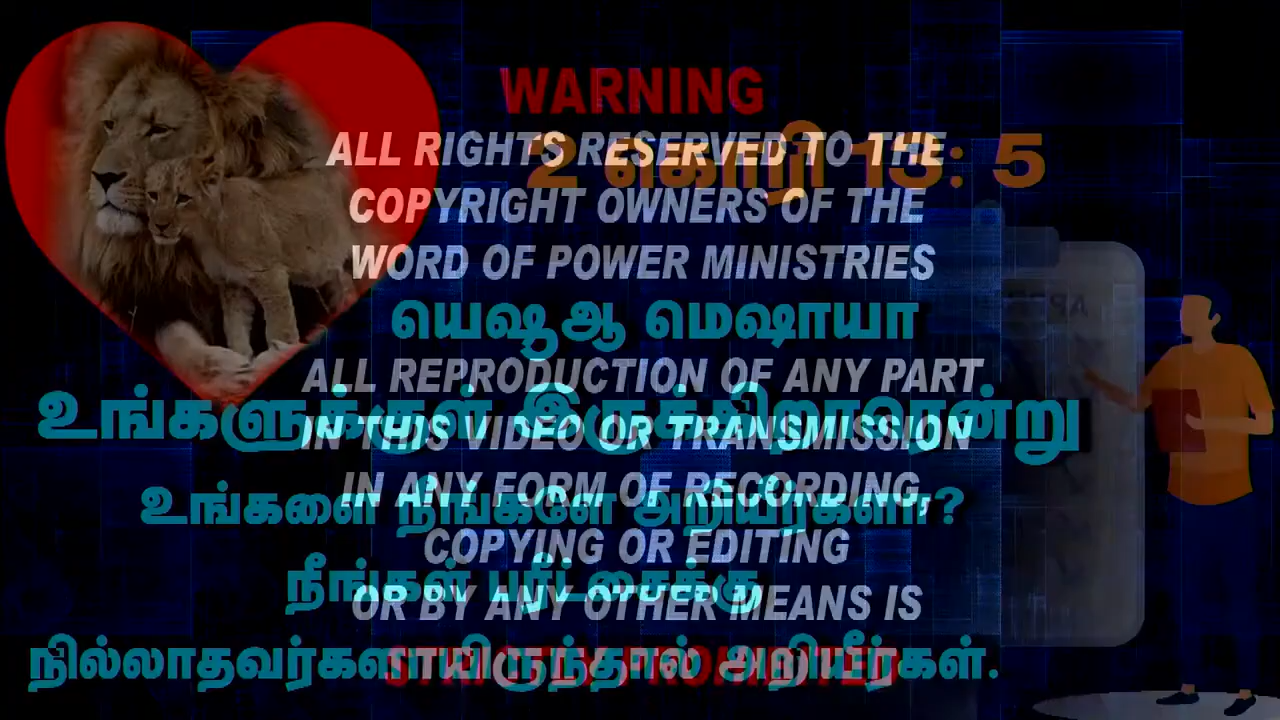 WARNING
2 கொரி 13: 5
ALL RIGHTS RESERVED TO THE
COPYRIGHT OWNERS OF THE
WORD OF POWER MINISTRIES
யெஷூஆ மெஷாயா
ALL REPRODUCTION OF ANY PART
உங்களுக்குள் இருக்கிறாரென்று
IN THIS VIDEO OR TRANSMISSION
IN ANY FORM OF RECORDING,
உங்களை நீங்களே அறியீர்களா?
COPYING OR EDITING
நீங்கள் பரீட்சைக்கு
OR BY ANY OTHER MEANS IS
நில்லாதவர்களாயிருந்தால் அறியீர்கள்.
STRICTLY PROHIBITED